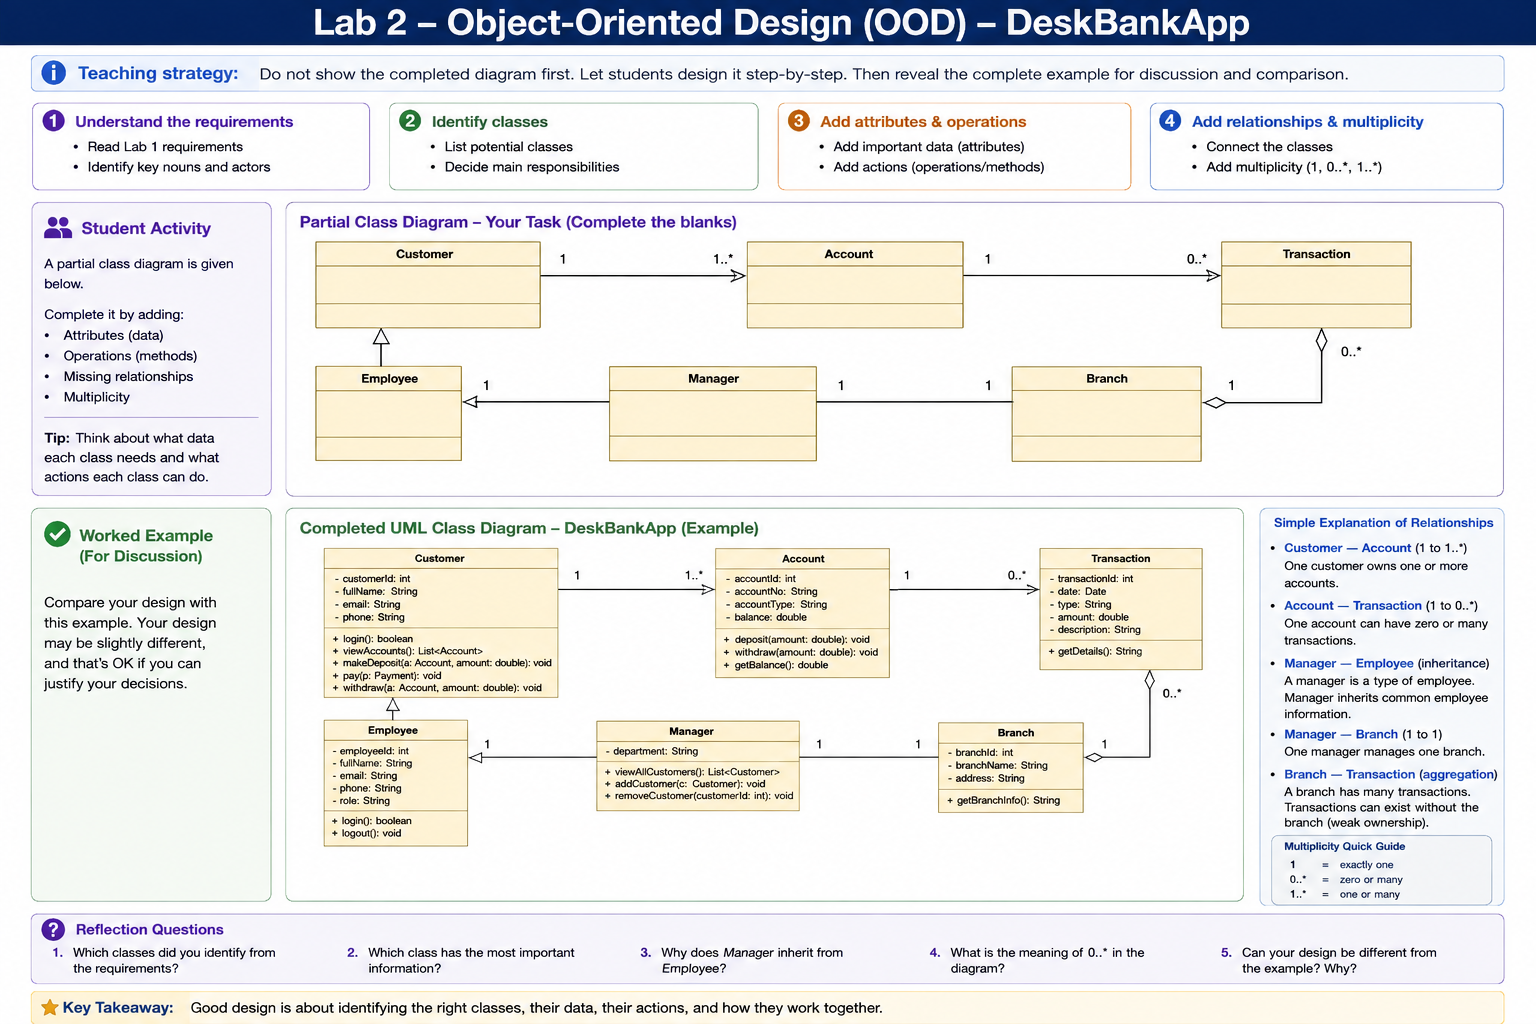 Lab 2 – Object-Oriented Design (OOD) – DeskBankApp
i Teaching strategy: Do not show the completed diagram first. Let students design it step-by-step. Then reveal the complete example for discussion and comparison.
1 Understand the requirements
• Read Lab 1 requirements
• Identify key nouns and actors
2 Identify classes
• List potential classes
• Decide main responsibilities
3 Add attributes & operations
• Add important data (attributes)
• Add actions (operations/methods)
4 Add relationships & multiplicity
• Connect the classes
• Add multiplicity (1, 0..*, 1..*)
Student Activity
A partial class diagram is given
below.
Complete it by adding:
• Attributes (data)
• Operations (methods)
• Missing relationships
• Multiplicity
Tip: Think about what data
each class needs and what
actions each class can do.
Partial Class Diagram – Your Task (Complete the blanks)
Customer
1
1..*
Account
1
0..*
Transaction
0..*
Employee
1
Manager
1
1
Branch
1
Worked Example
(For Discussion)
Compare your design with
this example. Your design
may be slightly different,
and that's OK if you can
justify your decisions.
Completed UML Class Diagram – DeskBankApp (Example)
Customer
- customerId: int
- fullName: String
- email: String
- phone: String
+ login(): boolean
+ viewAccounts(): List<Account>
+ makeDeposit(a: Account, amount: double): void
+ pay(p: Payment): void
+ withdraw(a: Account, amount: double): void
1
1..*
Account
- accountId: int
- accountNo: String
- accountType: String
- balance: double
+ deposit(amount: double): void
+ withdraw(amount: double): void
+ getBalance(): double
1
0..*
Transaction
- transactionId: int
- date: Date
- type: String
- amount: double
- description: String
+ getDetails(): String
0..*
Employee
- employeeId: int
- fullName: String
- email: String
- phone: String
- role: String
+ login(): boolean
+ logout(): void
1
Manager
- department: String
+ viewAllCustomers(): List<Customer>
+ addCustomer(c: Customer): void
+ removeCustomer(customerId: int): void
1
1
Branch
- branchId: int
- branchName: String
- address: String
+ getBranchInfo(): String
1
Simple Explanation of Relationships
• Customer — Account (1 to 1..*)
One customer owns one or more
accounts.
• Account — Transaction (1 to 0..*)
One account can have zero or many
transactions.
• Manager — Employee (inheritance)
A manager is a type of employee.
Manager inherits common employee
information.
• Manager — Branch (1 to 1)
One manager manages one branch.
• Branch — Transaction (aggregation)
A branch has many transactions.
Transactions can exist without the
branch (weak ownership).
Multiplicity Quick Guide
1 = exactly one
0..* = zero or many
1..* = one or many
? Reflection Questions
1. Which classes did you identify from
the requirements?
2. Which class has the most important
information?
3. Why does Manager inherit from
Employee?
4. What is the meaning of 0..* in the
diagram?
5. Can your design be different from
the example? Why?
Key Takeaway: Good design is about identifying the right classes, their data, their actions, and how they work together.